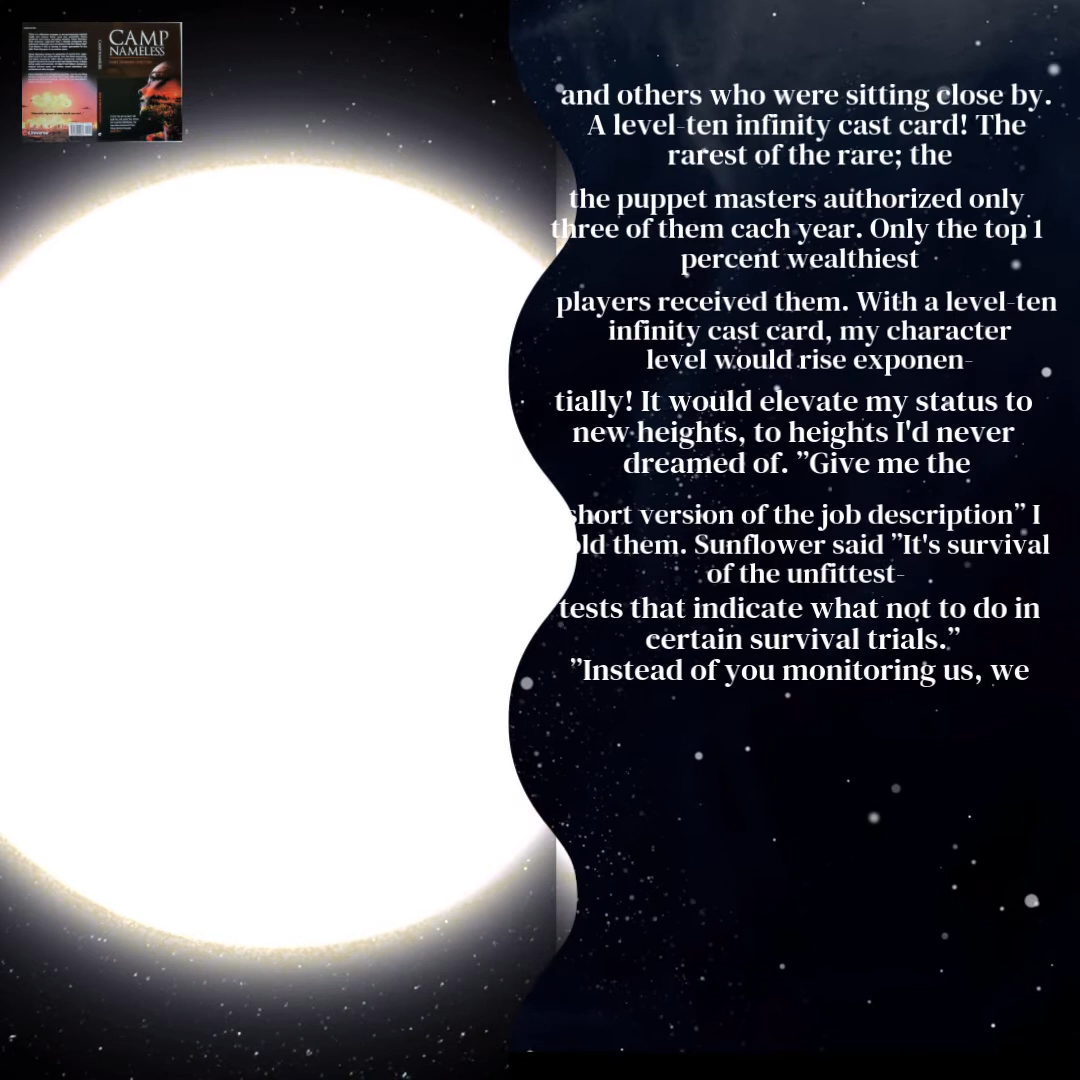 CAMP
NAMELESS
iUniverse
and others who were sitting close by.
A level-ten infinity cast card! The
rarest of the rare; the
the puppet masters authorized only
three of them cach year. Only the top 1
percent wealthiest
players received them. With a level-ten
infinity cast card, my character
level would rise exponen-
tially! It would elevate my status to
new heights, to heights I'd never
dreamed of. ”Give me the
short version of the job description” I
old them. Sunflower said ”It's survival
of the unfittest-
tests that indicate what not to do in
certain survival trials.”
”Instead of you monitoring us, we